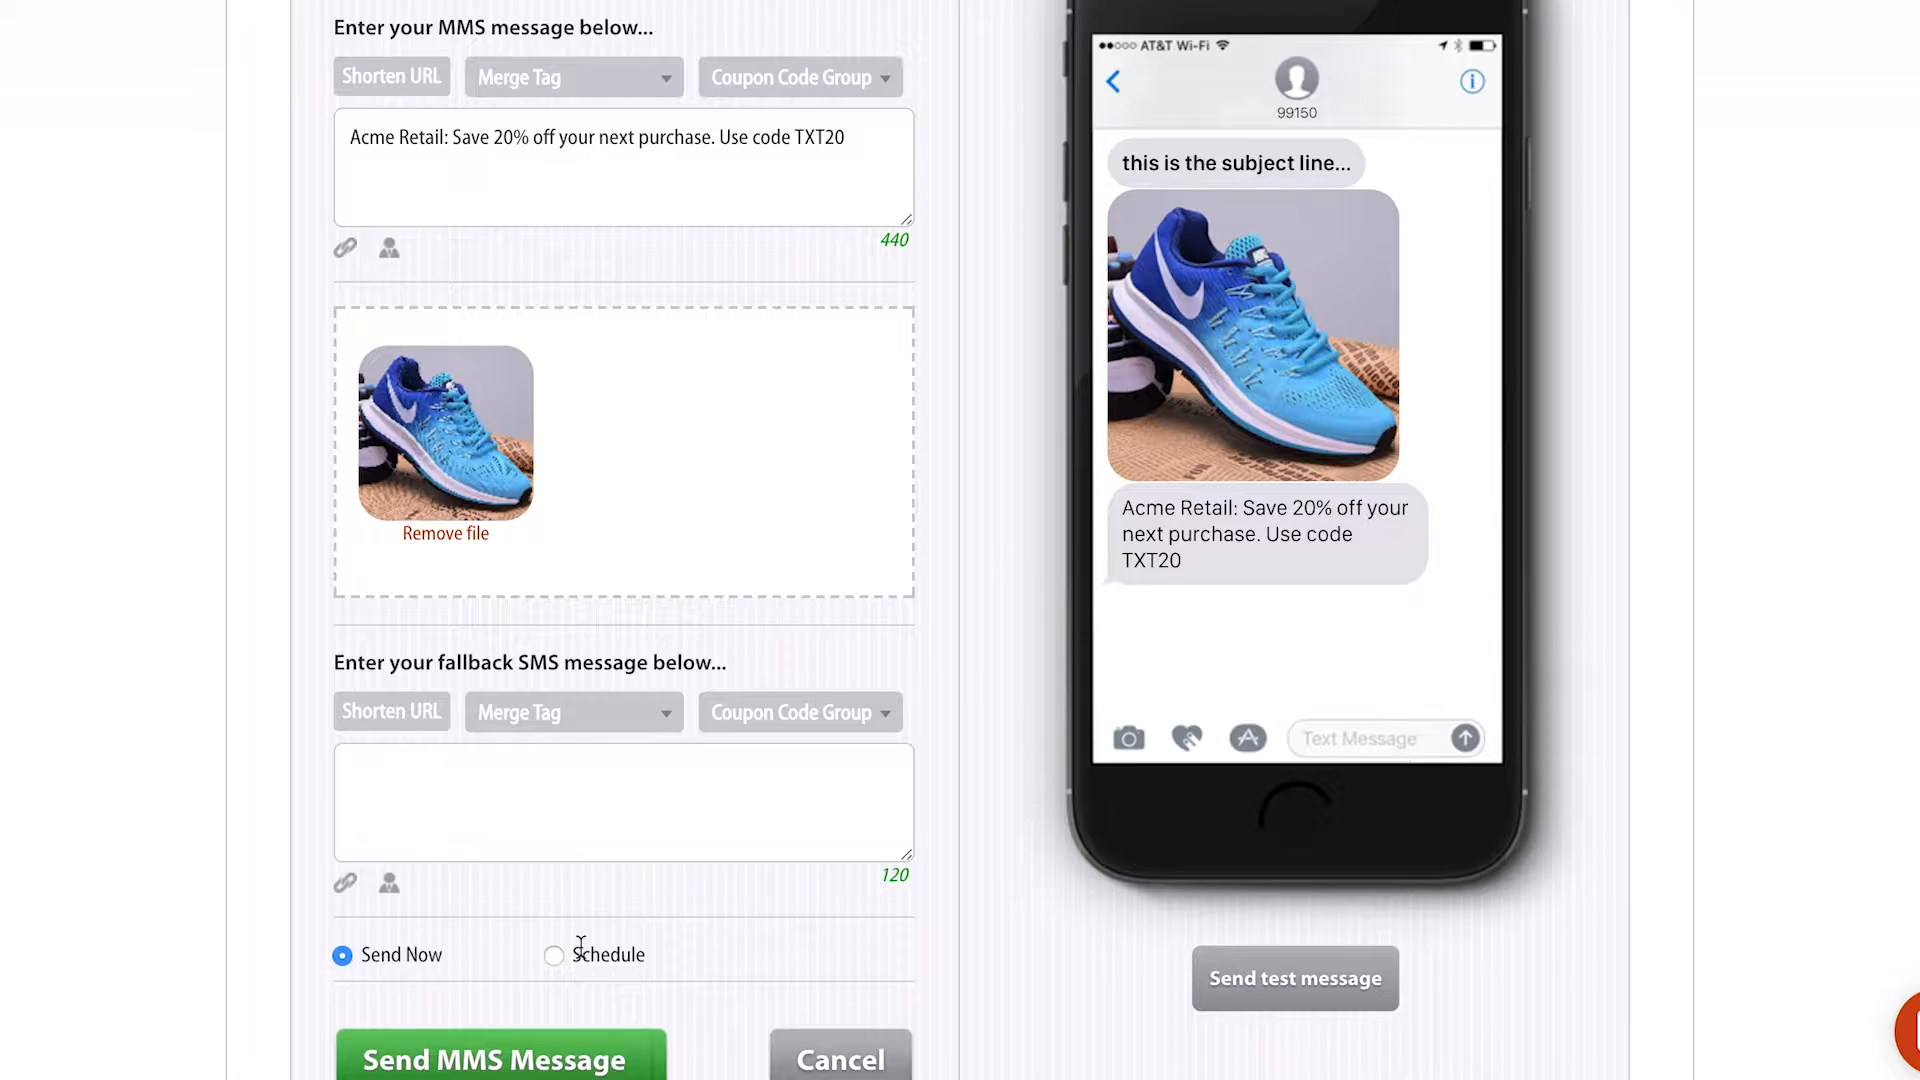 Enter your MMS message below...
Shorten URL
Merge Tag
Coupon Code Group
Acme Retail: Save 20% off your next purchase. Use code TXT20
440
Remove file
Enter your fallback SMS message below...
Shorten URL
Merge Tag
Coupon Code Group
120
Send Now
Schedule
Send MMS Message
Cancel
AT&T Wi-Fi
99150
this is the subject line...
Acme Retail: Save 20% off your
next purchase. Use code
TXT20
Text Message
Send test message